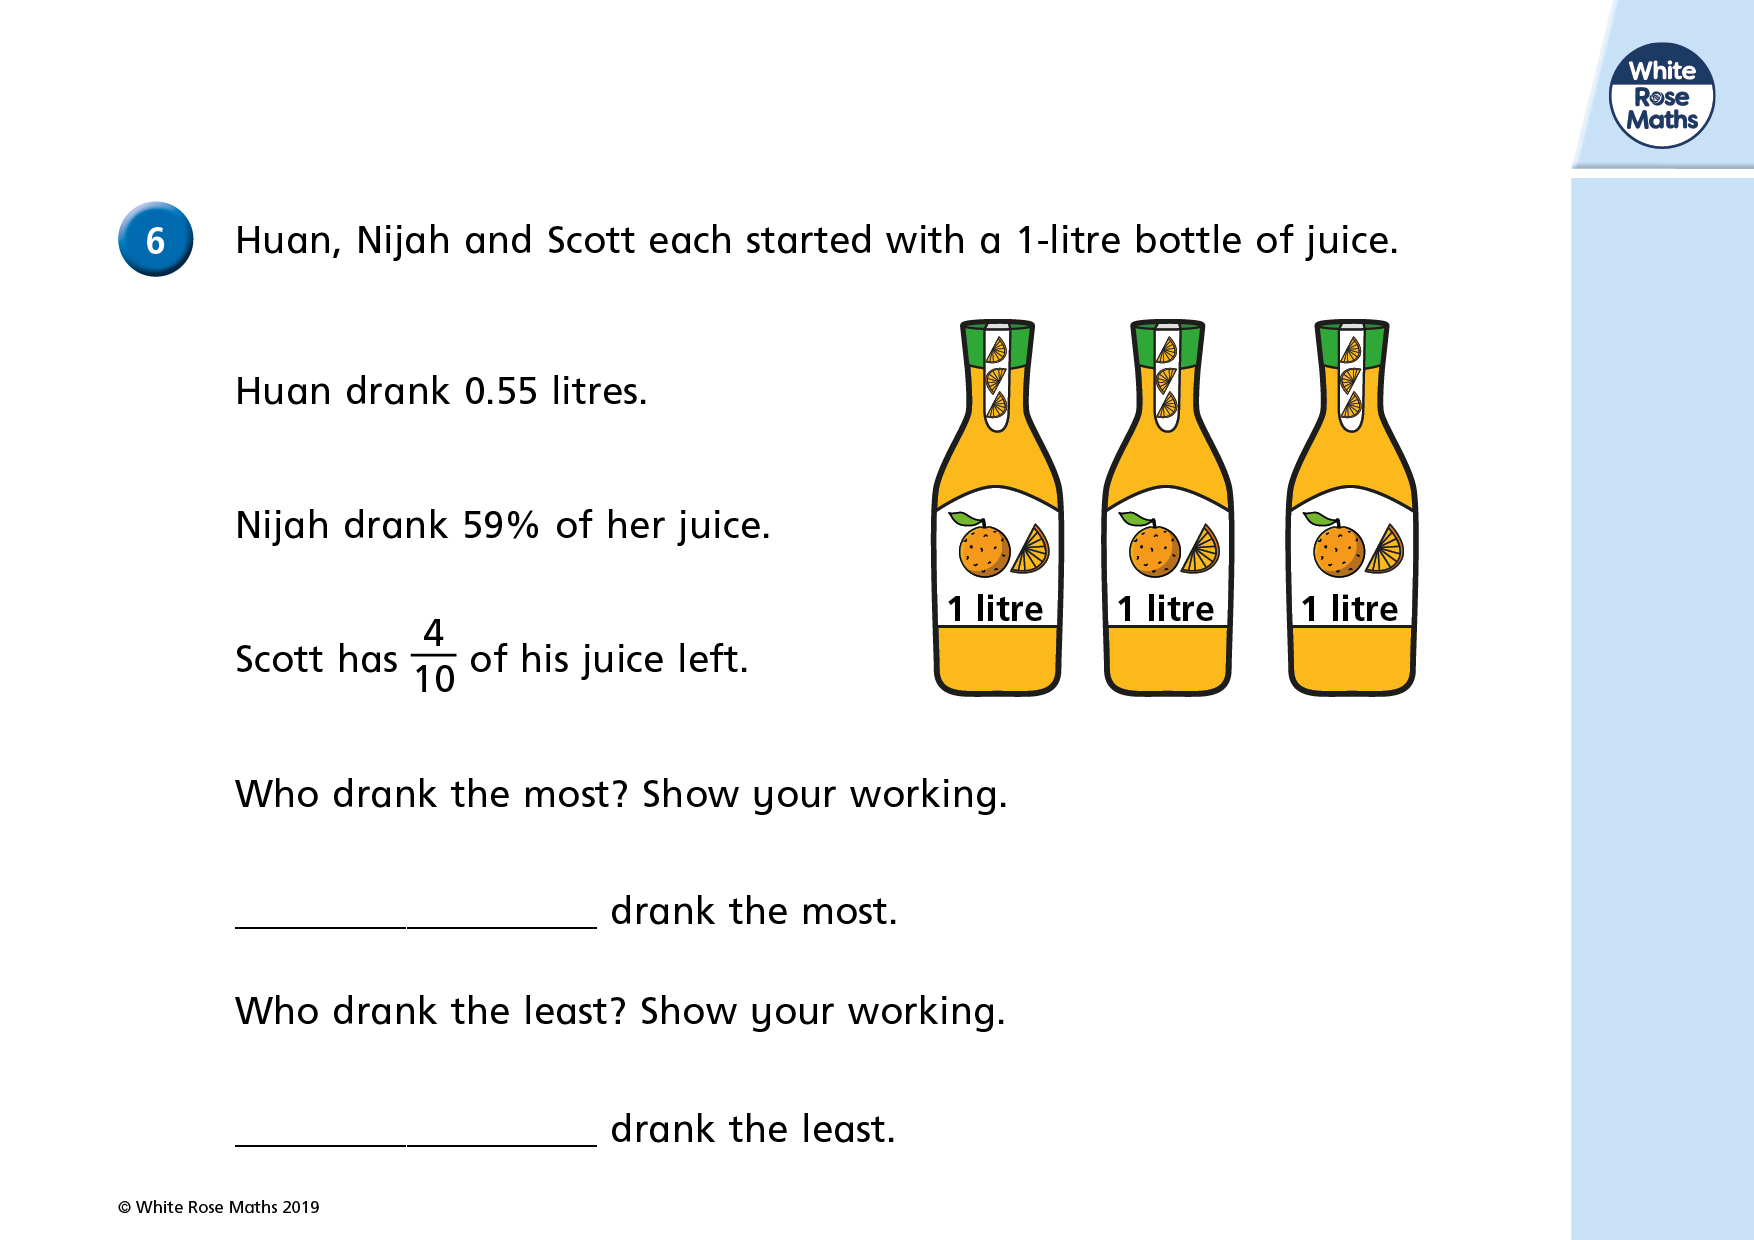 White
Rose
Maths
6
Huan, Nijah and Scott each started with a 1-litre bottle of juice.
Huan drank 0.55 litres.
Nijah drank 59% of her juice.
Scott has 4/10 of his juice left.
1 litre
1 litre
1 litre
Who drank the most? Show your working.
__________________ drank the most.
Who drank the least? Show your working.
__________________ drank the least.
© White Rose Maths 2019